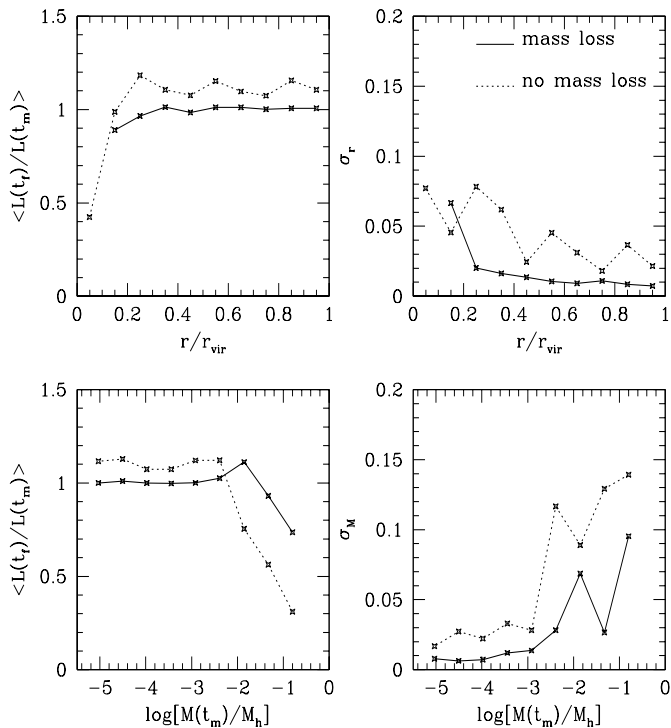 1.5
1
0.5
0
<L(t_f)/L(t_m)>
0 0.2 0.4 0.6 0.8 1
r/r_vir
0.2
0.15
0.1
0.05
0
σ_r
mass loss
no mass loss
0 0.2 0.4 0.6 0.8 1
r/r_vir
1.5
1
0.5
0
<L(t_f)/L(t_m)>
−5 −4 −3 −2 −1 0
log[M(t_m)/M_h]
0.2
0.15
0.1
0.05
0
σ_M
−5 −4 −3 −2 −1 0
log[M(t_m)/M_h]